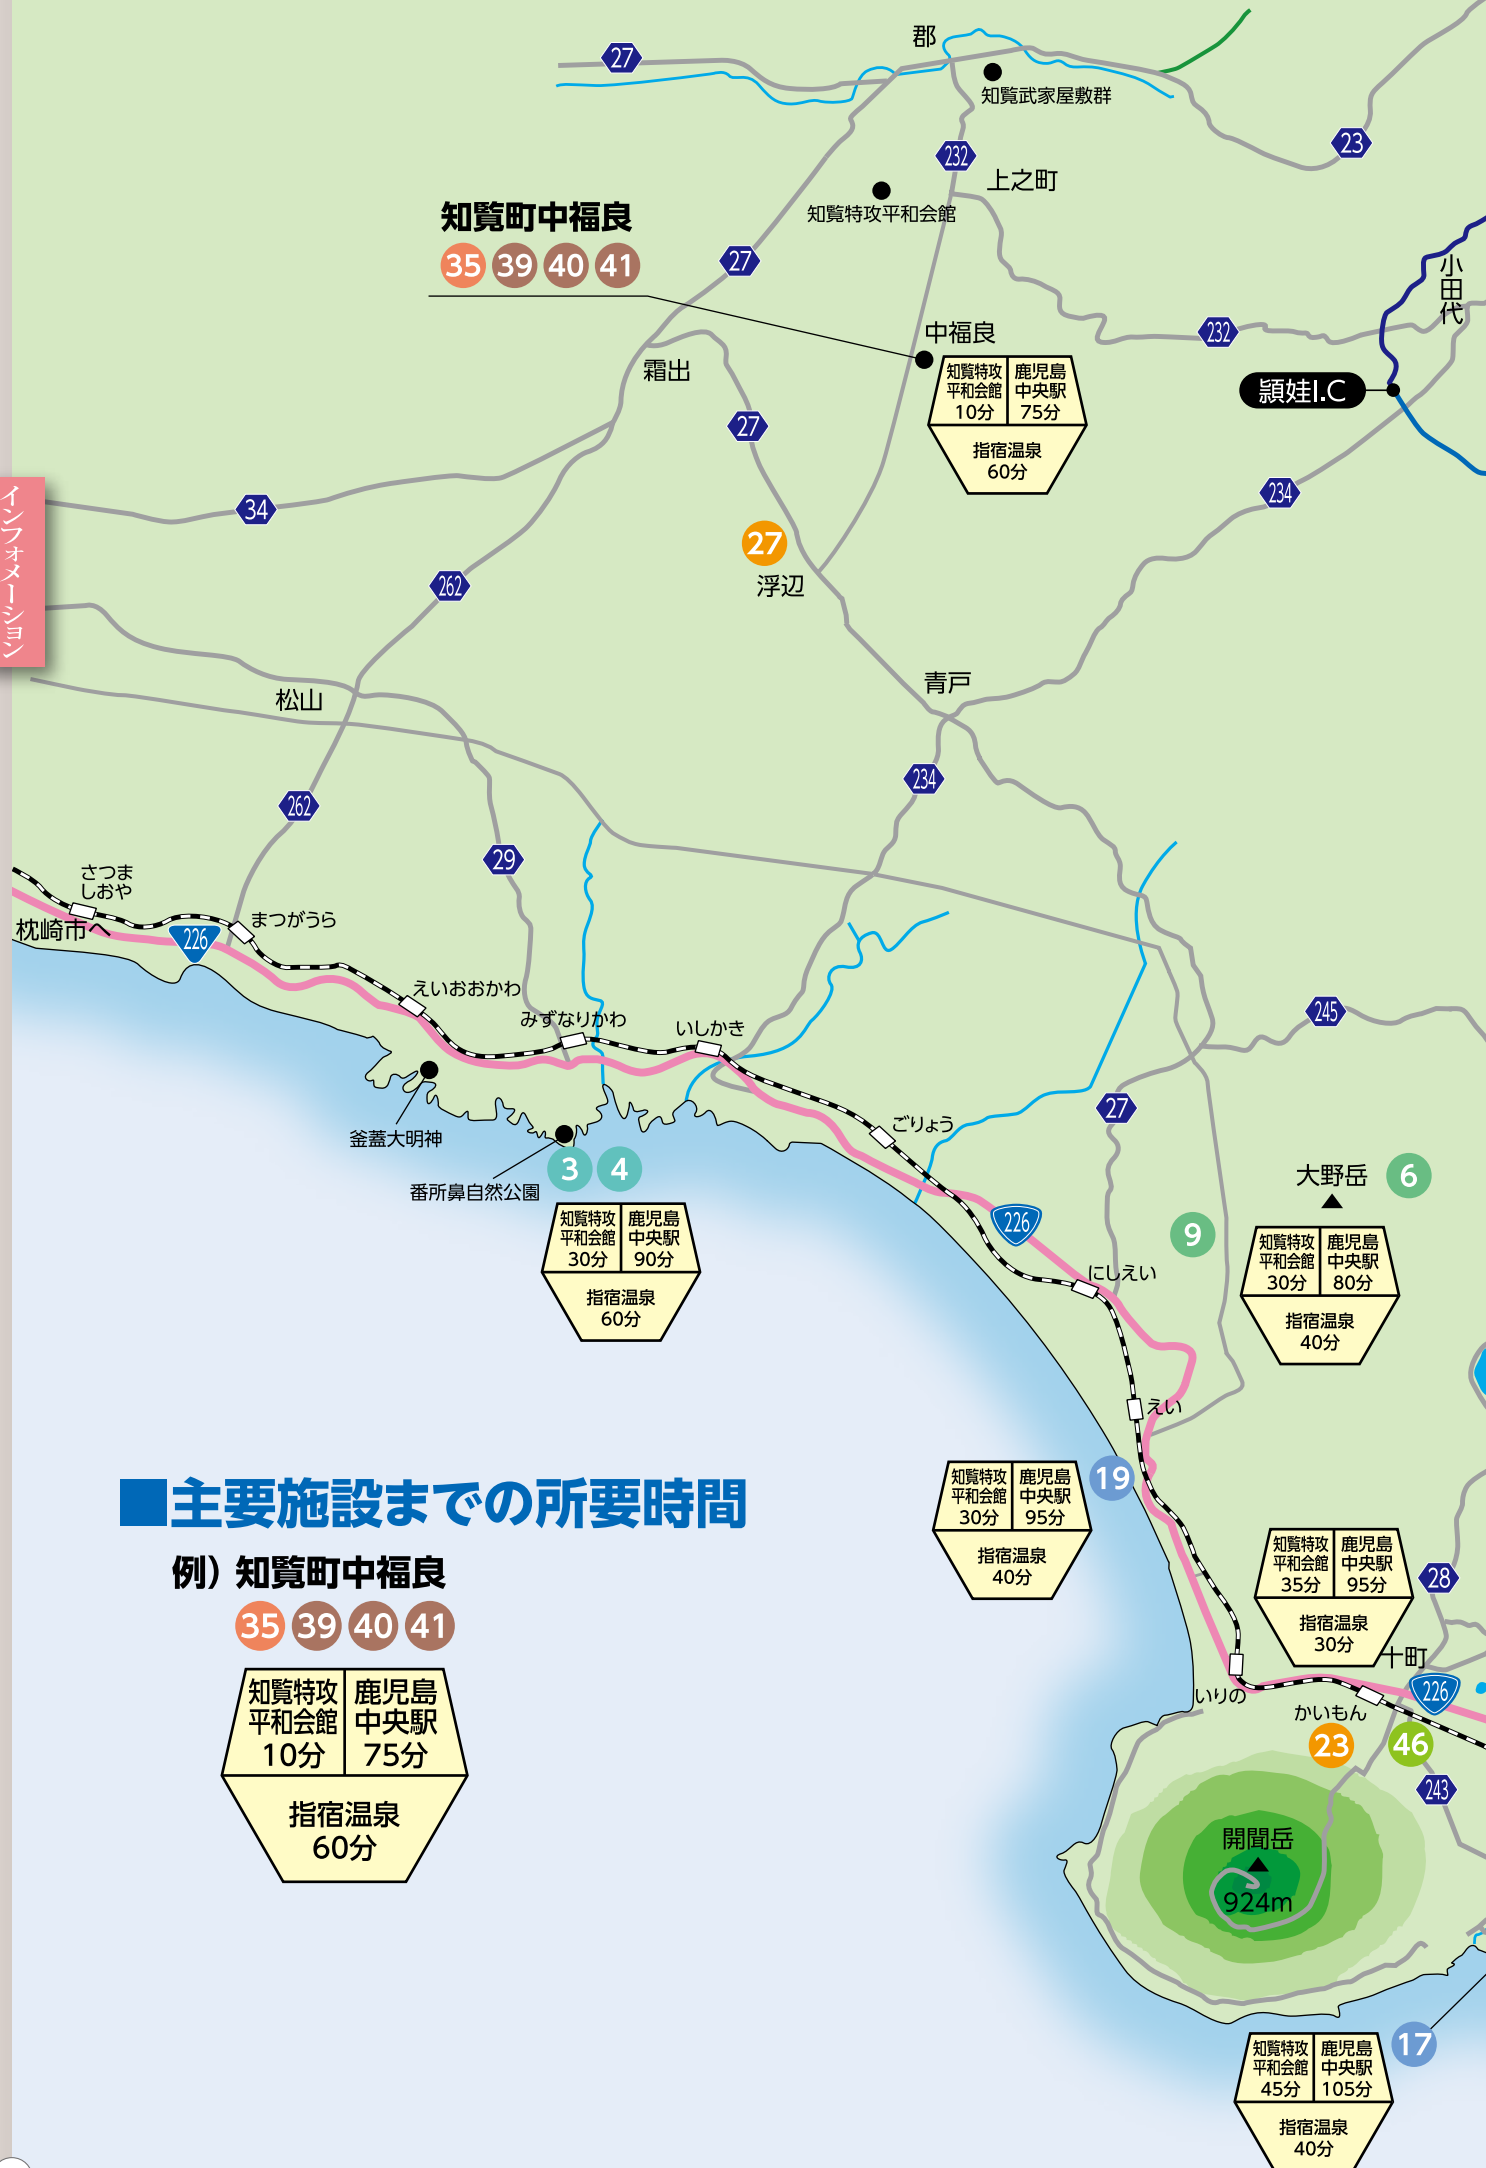 27
郡
知覧武家屋敷群
23
232
上之町
知覧特攻平和会館
知覧町中福良
35 39 40 41
27
小田代
232
中福良
知覧特攻
平和会館
10分
鹿児島
中央駅
75分
指宿温泉
60分
霜出
頴娃I.C
27
34
234
インフォメーション
27
浮辺
262
松山
青戸
234
262
29
さつま
しおや
まつがうら
枕崎市へ
226
えいおおかわ
みずなりかわ
いしかき
245
釜蓋大明神
番所鼻自然公園
3 4
知覧特攻
平和会館
30分
鹿児島
中央駅
90分
指宿温泉
60分
27
ごりょう
226
大野岳
6
9
知覧特攻
平和会館
30分
鹿児島
中央駅
80分
指宿温泉
40分
にしえい
えい
19
知覧特攻
平和会館
30分
鹿児島
中央駅
95分
指宿温泉
40分
■主要施設までの所要時間
例）知覧町中福良
35 39 40 41
知覧特攻
平和会館
10分
鹿児島
中央駅
75分
指宿温泉
60分
知覧特攻
平和会館
35分
鹿児島
中央駅
95分
指宿温泉
30分
28
十町
226
いりの
かいもん
23
46
243
開聞岳
924m
17
知覧特攻
平和会館
45分
鹿児島
中央駅
105分
指宿温泉
40分